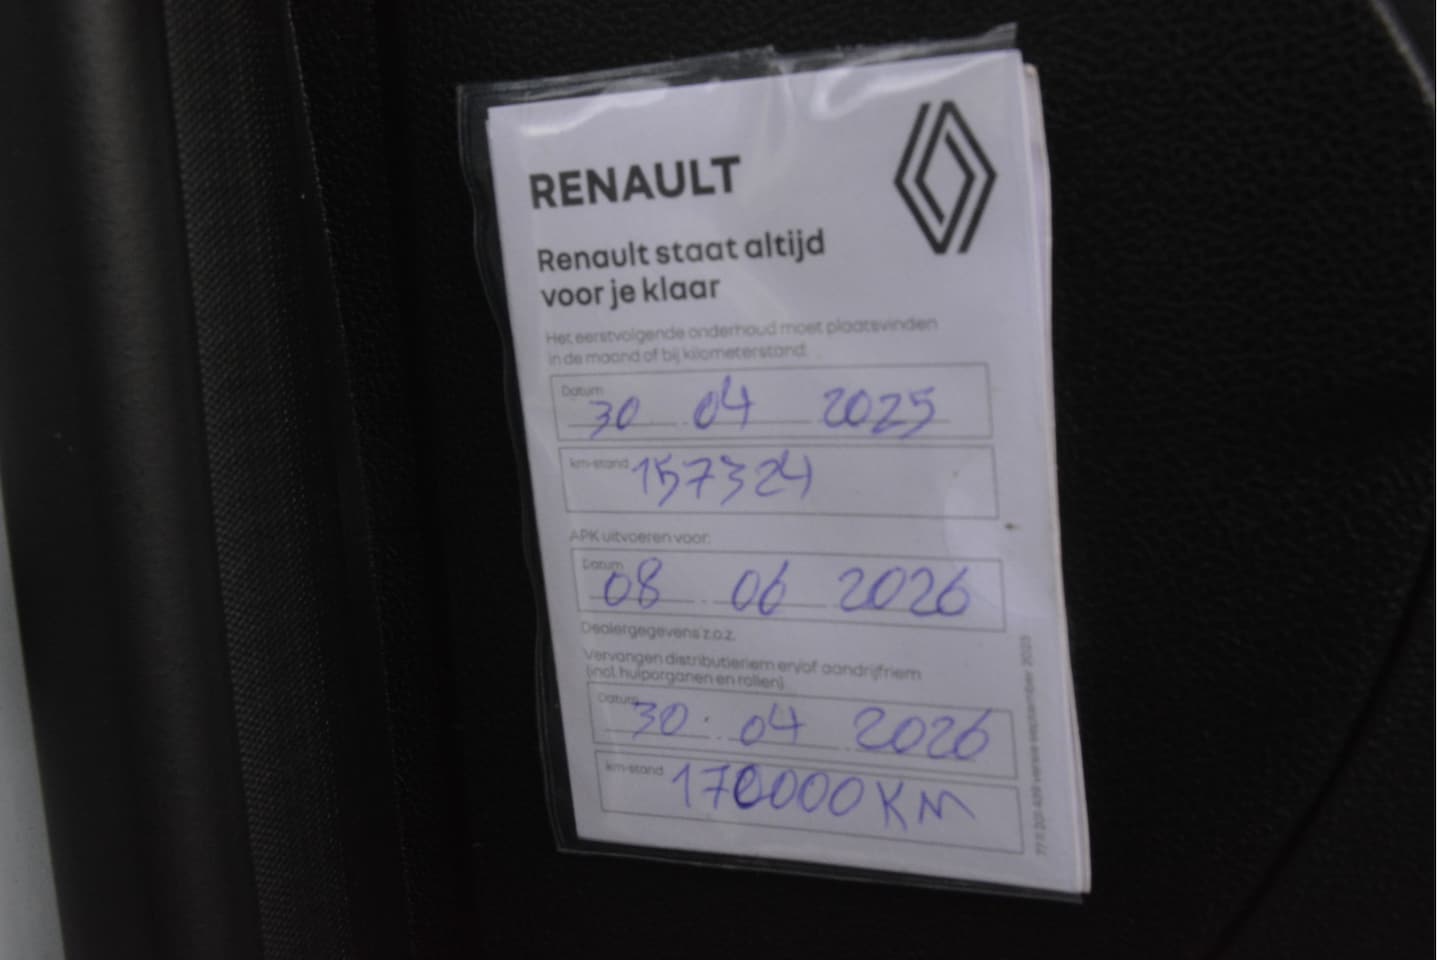 RENAULT
Renault staat altijd
voor je klaar
Het eerstvolgende onderhoud moet plaatsvinden
in de maand of bij kilometerstand:
Datum 30 04 2025
km-stand 157324
APK uitvoeren voor:
Datum 08 06 2026
Dealergegevens z.o.z.
Vervangen distributieriem en/of aandrijfriem
(incl. hulporganen en rollen)
Datum 30 04 2026
km-stand 170000 KM